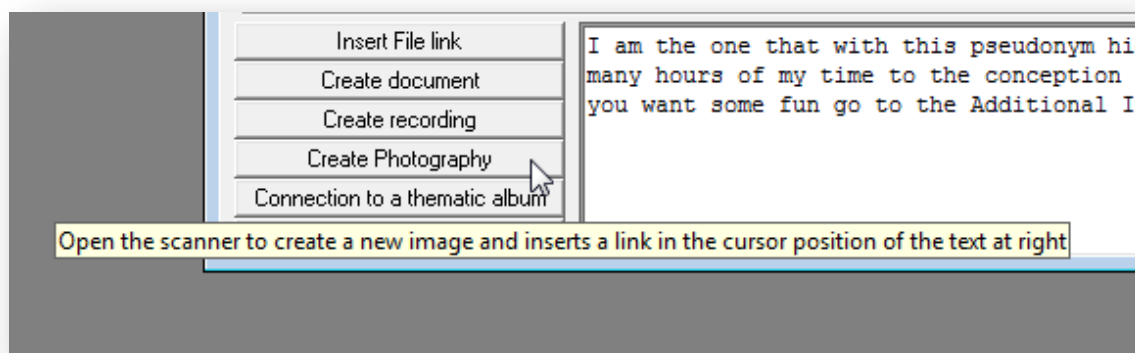 Insert File link
Create document
Create recording
Create Photography
Connection to a thematic album
I am the one that with this pseudonym hi
many hours of my time to the conception
you want some fun go to the Additional I
Open the scanner to create a new image and inserts a link in the cursor position of the text at right